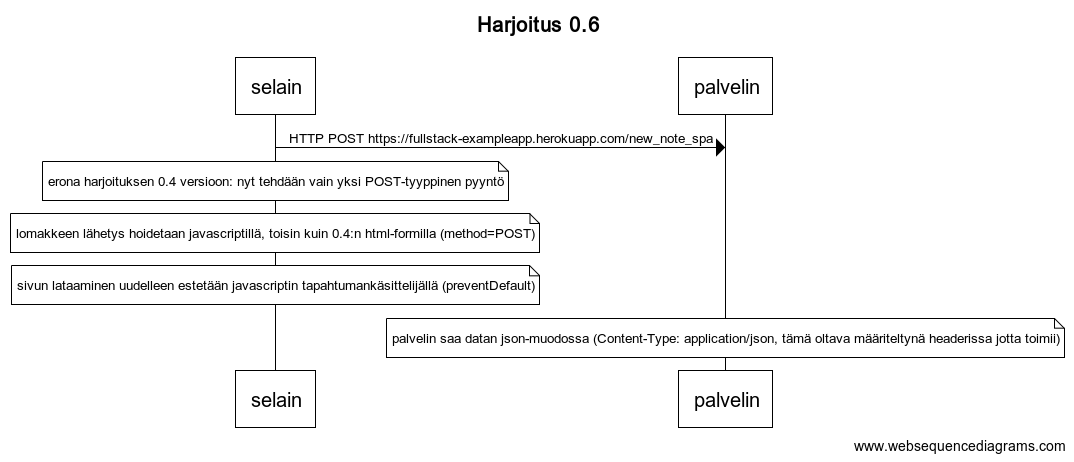 Harjoitus 0.6
selain
palvelin
HTTP POST https://fullstack-exampleapp.herokuapp.com/new_note_spa
erona harjoituksen 0.4 versioon: nyt tehdään vain yksi POST-tyyppinen pyyntö
lomakkeen lähetys hoidetaan javascriptillä, toisin kuin 0.4:n html-formilla (method=POST)
sivun lataaminen uudelleen estetään javascriptin tapahtumankäsittelijällä (preventDefault)
palvelin saa datan json-muodossa (Content-Type: application/json, tämä oltava määriteltynä headerissa jotta toimii)
selain
palvelin
www.websequencediagrams.com